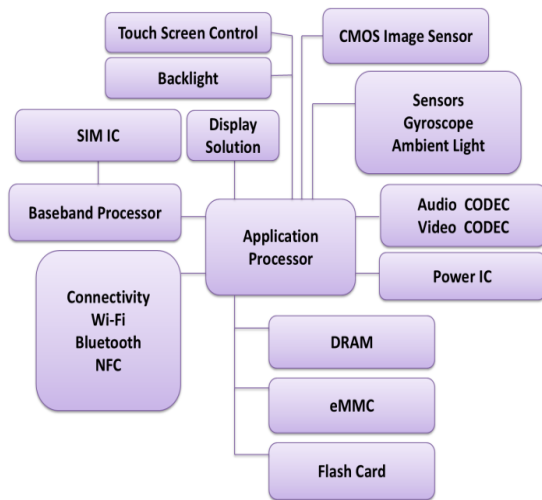 Touch Screen Control
CMOS Image Sensor
Backlight
Sensors
Gyroscope
Ambient Light
SIM IC
Display
Solution
Baseband Processor
Application
Processor
Audio CODEC
Video CODEC
Power IC
Connectivity
Wi-Fi
Bluetooth
NFC
DRAM
eMMC
Flash Card